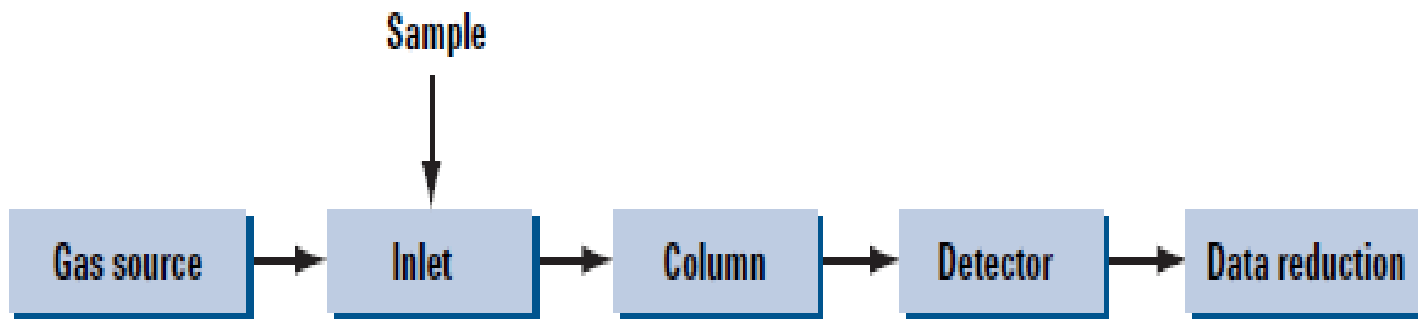 Sample
Gas source
Inlet
Column
Detector
Data reduction